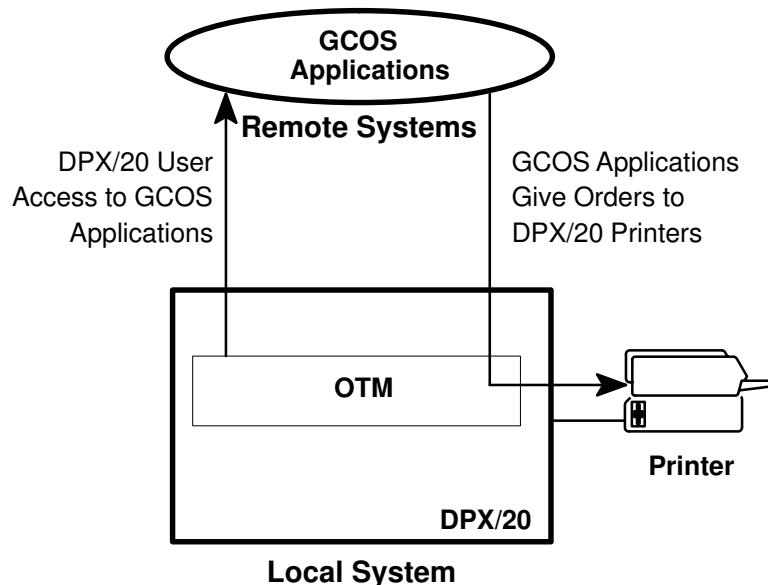 GCOS
Applications
Remote Systems
DPX/20 User
Access to GCOS
Applications
GCOS Applications
Give Orders to
DPX/20 Printers
OTM
Printer
DPX/20
Local System